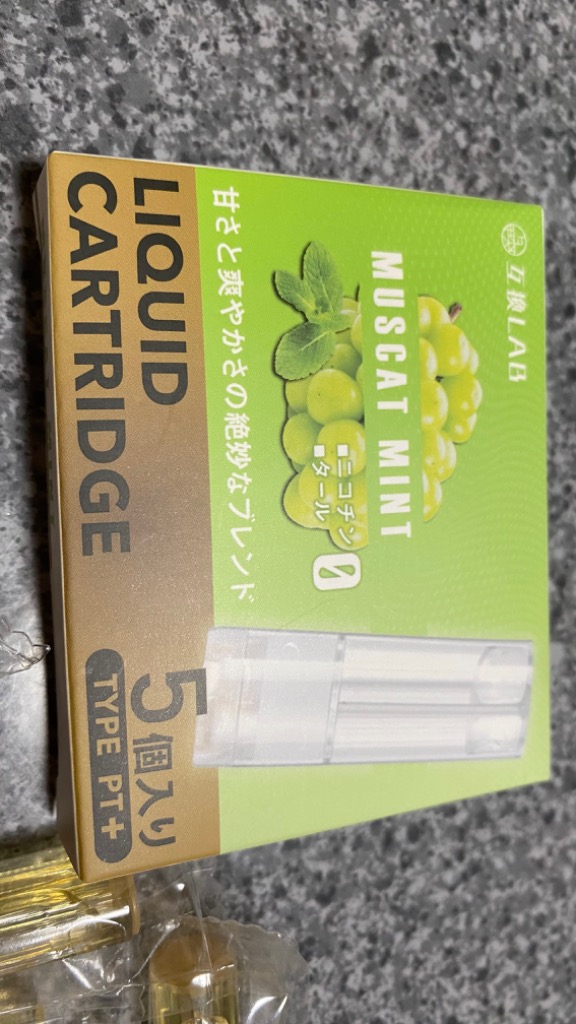 互換LAB
MUSCAT MINT
■ニコチン
■タール
0
甘さと爽やかさの絶妙なブレンド
LIQUID
CARTRIDGE
5個入り
TYPE PT+